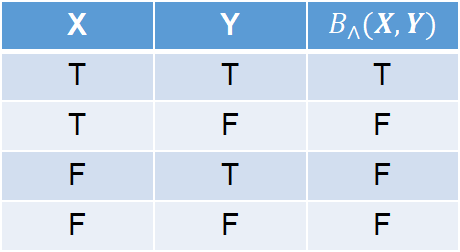 X Y B∧(X, Y)
T T T
T F F
F T F
F F F